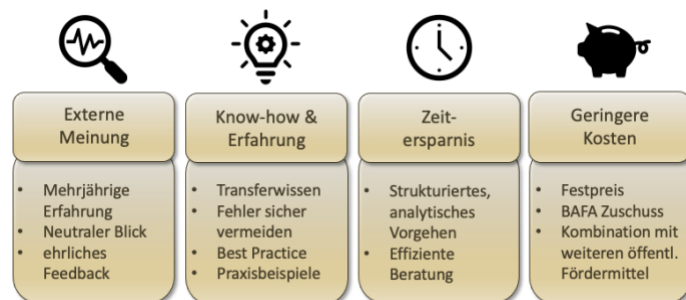 Externe
Meinung
• Mehrjährige
Erfahrung
• Neutraler Blick
• ehrliches
Feedback
Know-how &
Erfahrung
• Transferwissen
• Fehler sicher
vermeiden
• Best Practice
• Praxisbeispiele
Zeit-
ersparnis
• Strukturiertes,
analytisches
Vorgehen
• Effiziente
Beratung
Geringere
Kosten
• Festpreis
• BAFA Zuschuss
• Kombination mit
weiteren öffentl.
Fördermittel